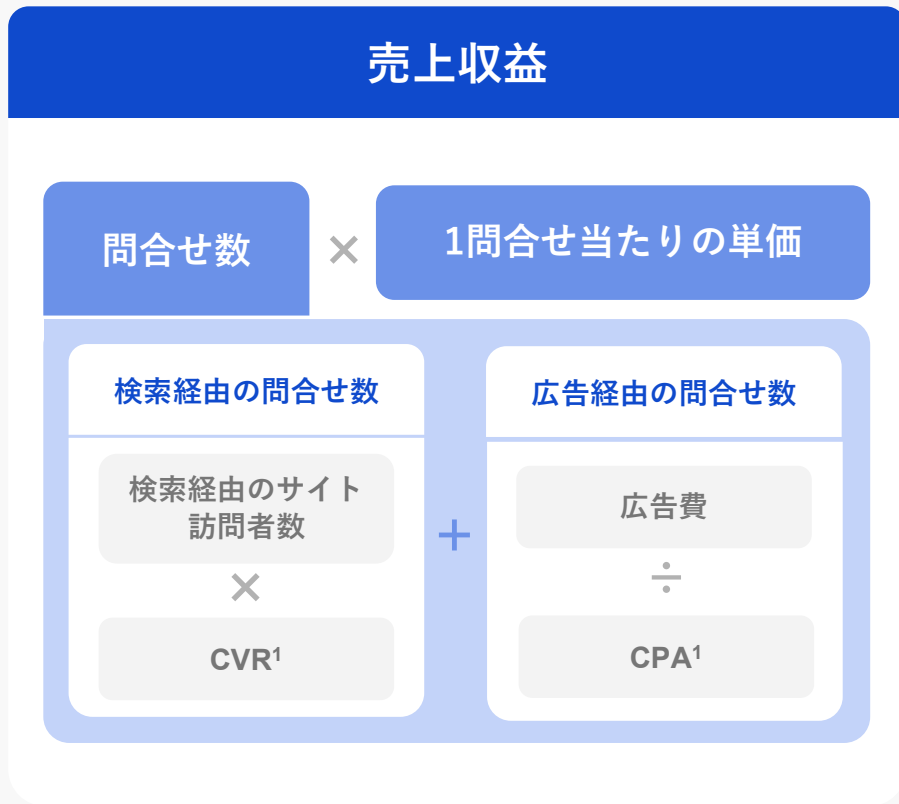 売上収益
問合せ数
×
1問合せ当たりの単価
検索経由の問合せ数
検索経由のサイト
訪問者数
×
CVR¹
+
広告経由の問合せ数
広告費
÷
CPA¹